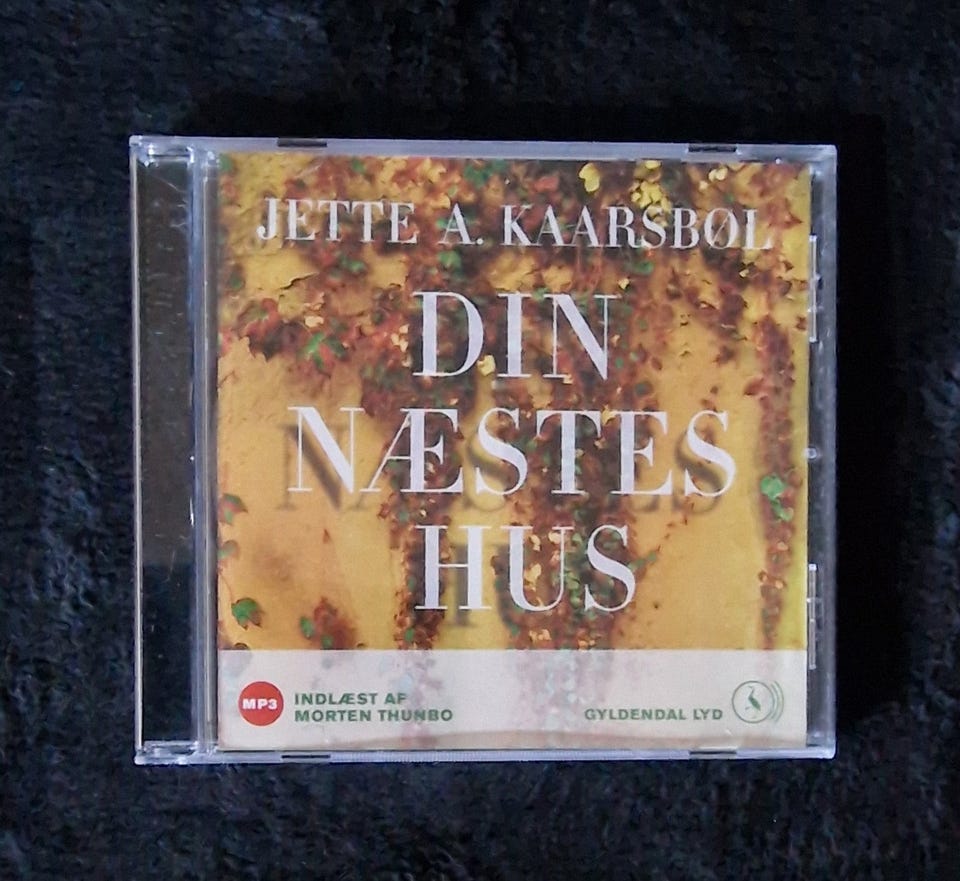 JETTE A. KAARSBØL
DIN
NÆSTES
HUS
MP3
INDLÆST AF
MORTEN THUNBO
GYLDENDAL LYD